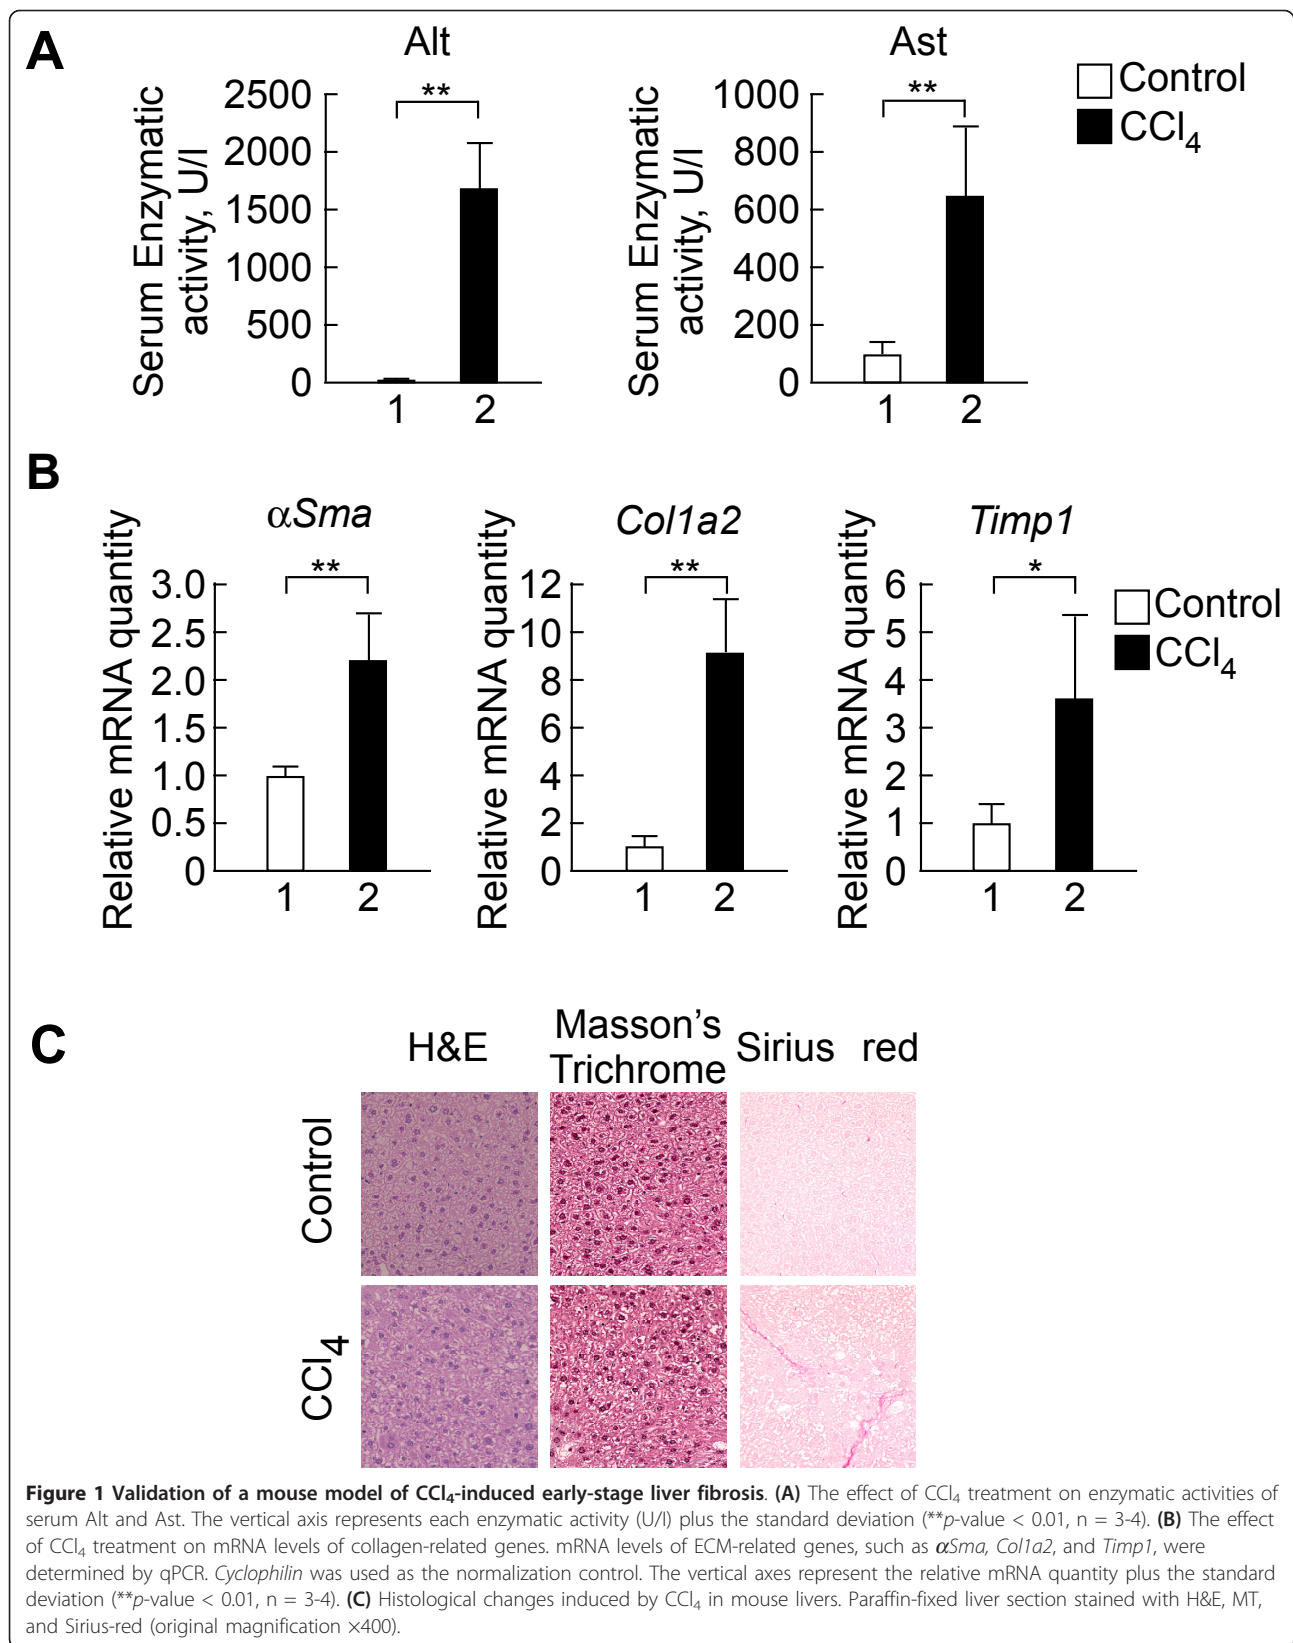 A
Alt
Ast
Serum Enzymatic
activity, U/l
2500
2000
1500
1000
500
0
**
1 2
Serum Enzymatic
activity, U/l
1000
800
600
400
200
0
**
1 2
Control
CCl4
B
αSma
Col1a2
Timp1
Relative mRNA quantity
3.0
2.5
2.0
1.5
1.0
0.5
0
**
1 2
Relative mRNA quantity
12
10
8
6
4
2
0
**
1 2
Relative mRNA quantity
6
5
4
3
2
1
0
*
1 2
Control
CCl4
C
H&E
Masson's
Trichrome
Sirius red
Control
CCl4
Figure 1 Validation of a mouse model of CCl4-induced early-stage liver fibrosis. (A) The effect of CCl4 treatment on enzymatic activities of
serum Alt and Ast. The vertical axis represents each enzymatic activity (U/l) plus the standard deviation (**p-value < 0.01, n = 3-4). (B) The effect
of CCl4 treatment on mRNA levels of collagen-related genes. mRNA levels of ECM-related genes, such as αSma, Col1a2, and Timp1, were
determined by qPCR. Cyclophilin was used as the normalization control. The vertical axes represent the relative mRNA quantity plus the standard
deviation (**p-value < 0.01, n = 3-4). (C) Histological changes induced by CCl4 in mouse livers. Paraffin-fixed liver section stained with H&E, MT,
and Sirius-red (original magnification ×400).